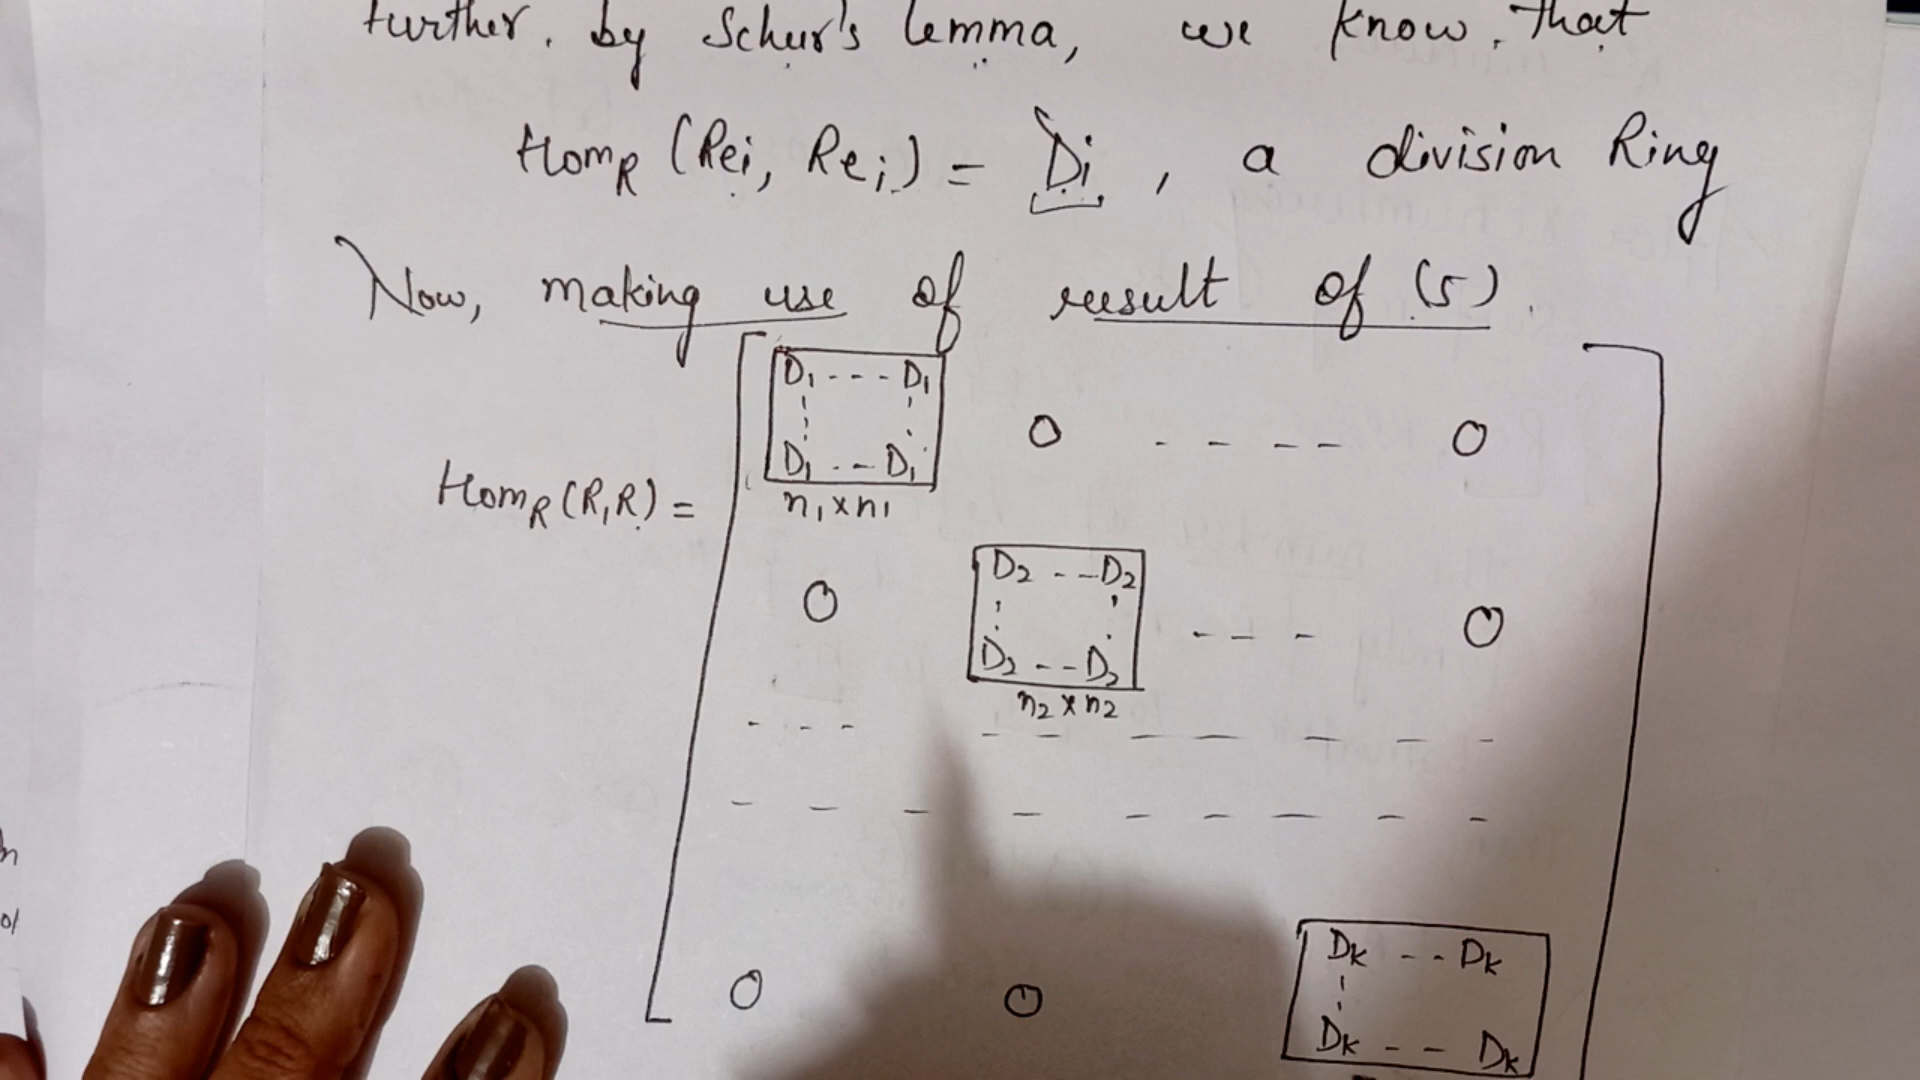 further, by Schur's lemma, we know that
Hom_R (Rei, Rei) = Di , a division Ring
Now, making use of result of (5).
D₁ - - - D₁
0 - - - - 0
D₁ - - D₁
Hom_R (R,R) =
n₁ × n₁
D₂ - - D₂
0 - - - 0
D₂ - - D₂
n₂ × n₂
- - - - - - - - - -
- - - - - - - - - -
Dk - - Dk
0 0
Dk - - Dk